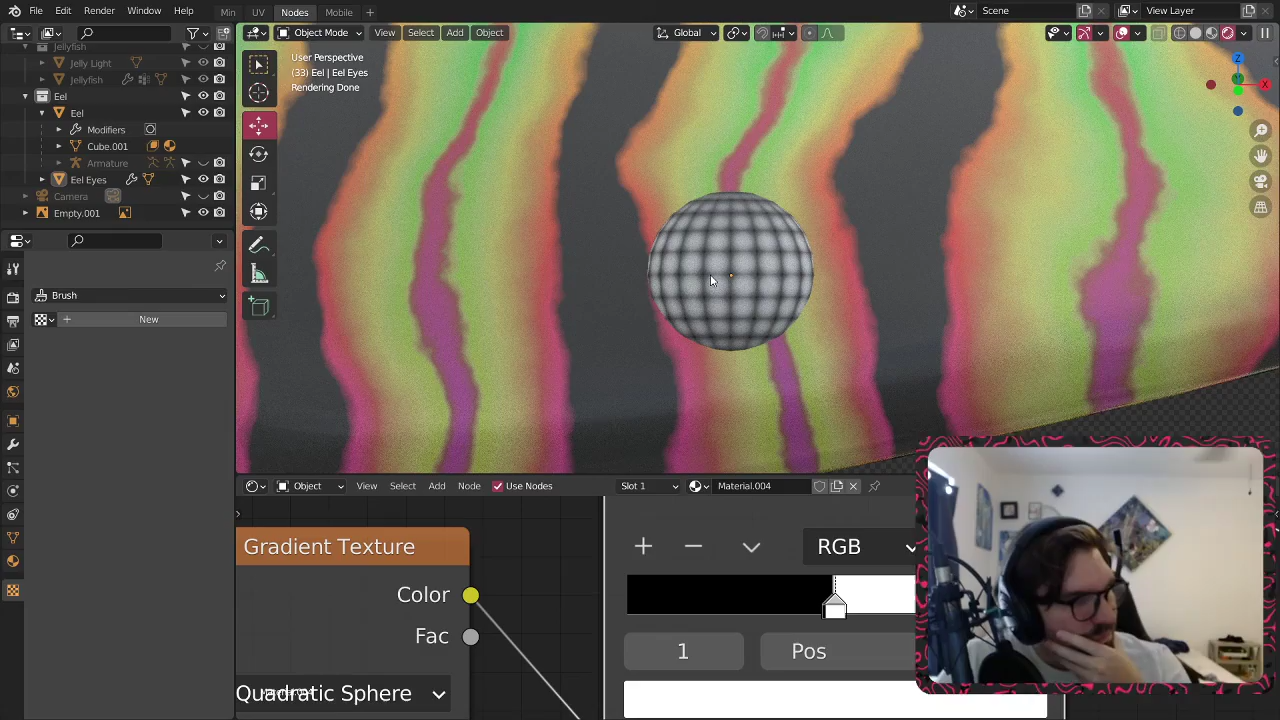 File Edit Render Window Help Min UV Nodes Mobile + Scene View Layer
Object Mode View Select Add Object Global
Jellyfish
Jelly Light
Jellyfish
Eel
Eel
Modifiers
Cube.001
Armature
Eel Eyes
Camera
Empty.001
User Perspective
(33) Eel | Eel Eyes
Rendering Done
Z
X
Brush
+ New
Object View Select Add Node Use Nodes Slot 1 Material.004
Gradient Texture
Color
Fac
Quadratic Sphere
RGB
1 Pos